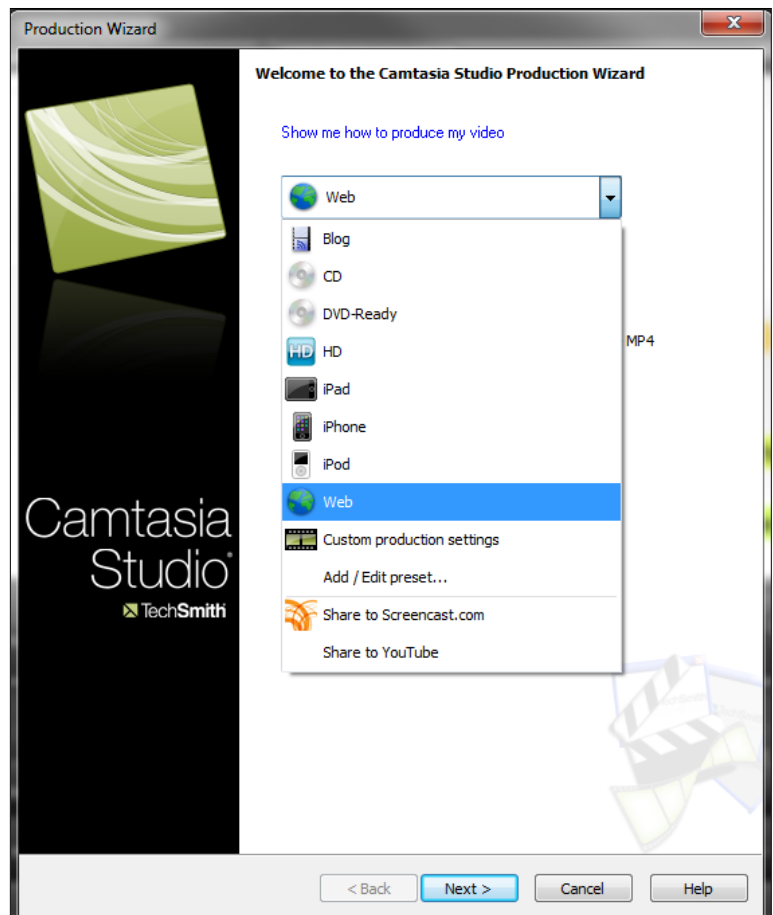 Production Wizard
Welcome to the Camtasia Studio Production Wizard
Show me how to produce my video
Web
Blog
CD
DVD-Ready
HD HD
MP4
iPad
iPhone
iPod
Web
Custom production settings
Add / Edit preset...
Share to Screencast.com
Share to YouTube
Camtasia
Studio
TechSmith
< Back
Next >
Cancel
Help